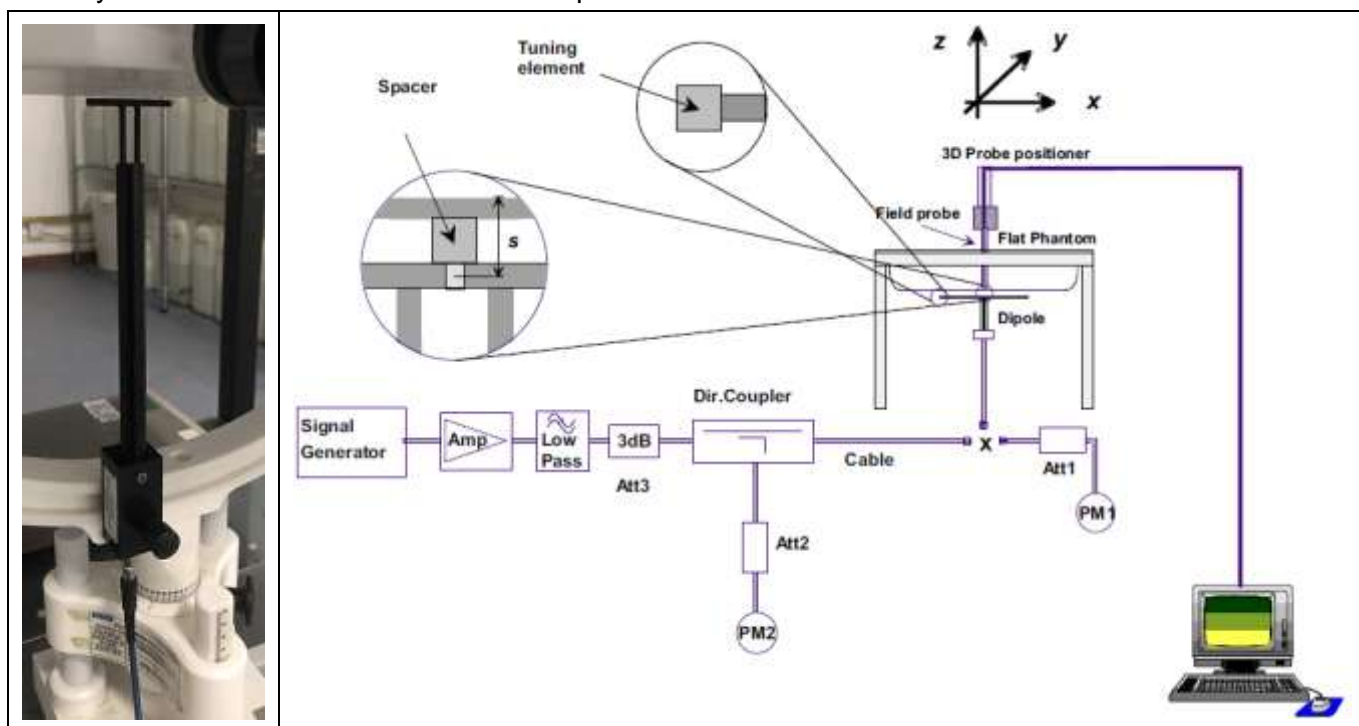 Tuning
element
Spacer
s
z
y
x
3D Probe positioner
Field probe
Flat Phantom
Dipole
Dir.Coupler
Signal
Generator
Amp
Low
Pass
3dB
Att3
Cable
x
Att1
PM1
Att2
PM2